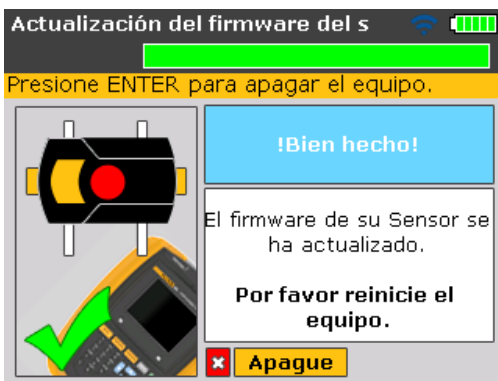 Actualización del firmware del s
Presione ENTER para apagar el equipo.
!Bien hecho!
El firmware de su Sensor se
ha actualizado.
Por favor reinicie el
equipo.
Apague